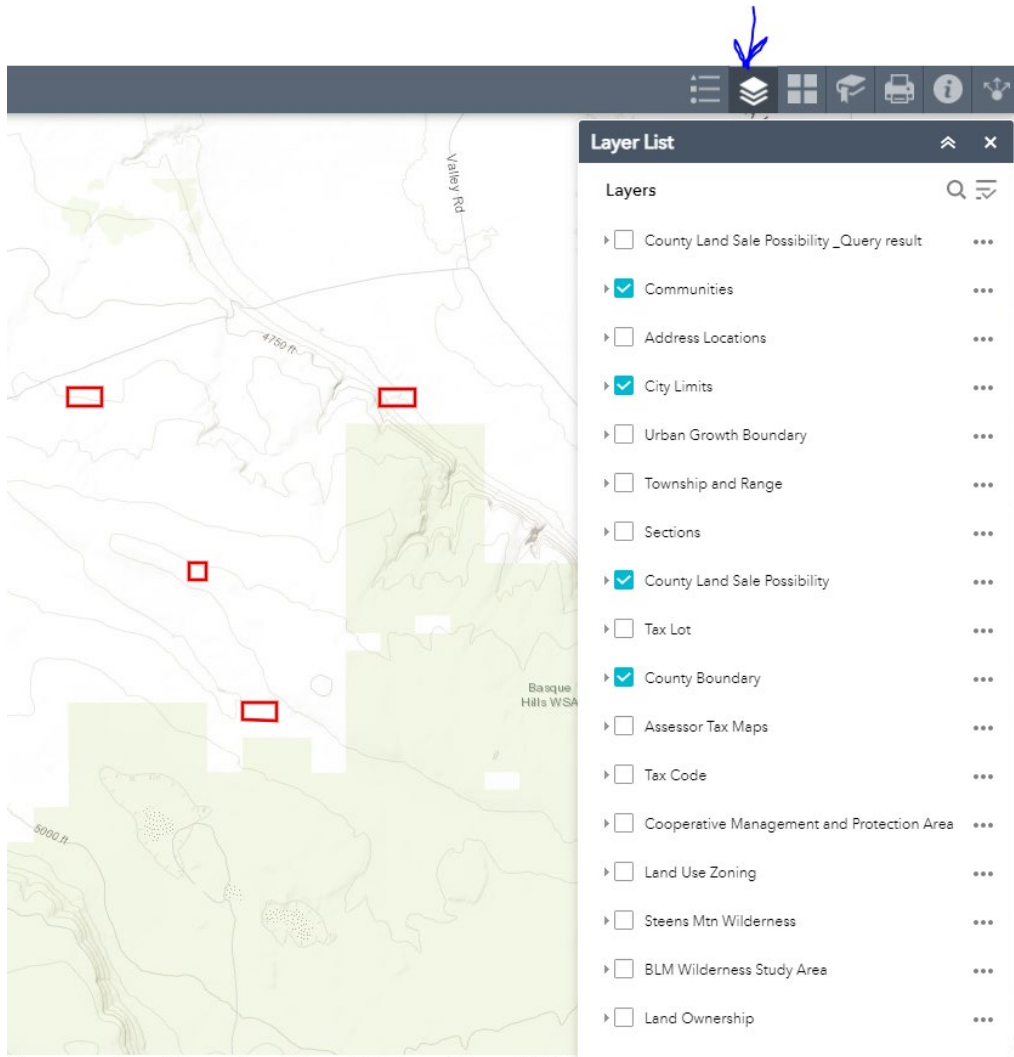 Layer List
Layers
County Land Sale Possibility _Query result
Communities
Address Locations
City Limits
Urban Growth Boundary
Township and Range
Sections
County Land Sale Possibility
Tax Lot
County Boundary
Assessor Tax Maps
Tax Code
Cooperative Management and Protection Area
Land Use Zoning
Steens Mtn Wilderness
BLM Wilderness Study Area
Land Ownership
Valley Rd
4750 ft
Basque
Hills WSA
5000 ft